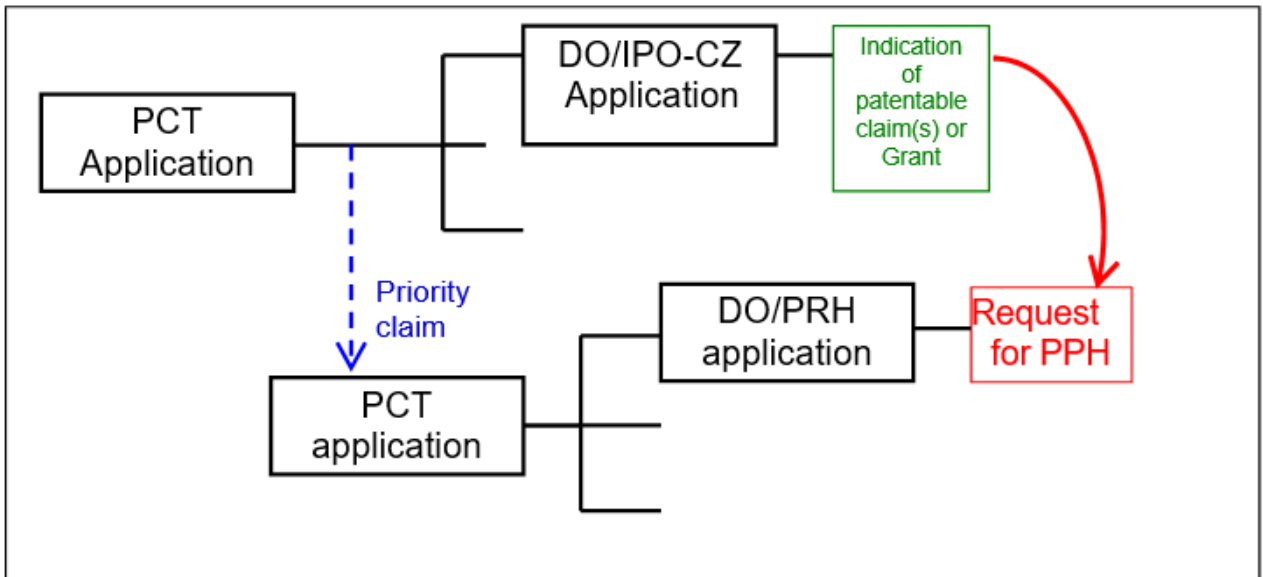 PCT
Application
DO/IPO-CZ
Application
Indication
of
patentable
claim(s) or
Grant
Priority
claim
PCT
application
DO/PRH
application
Request
for PPH